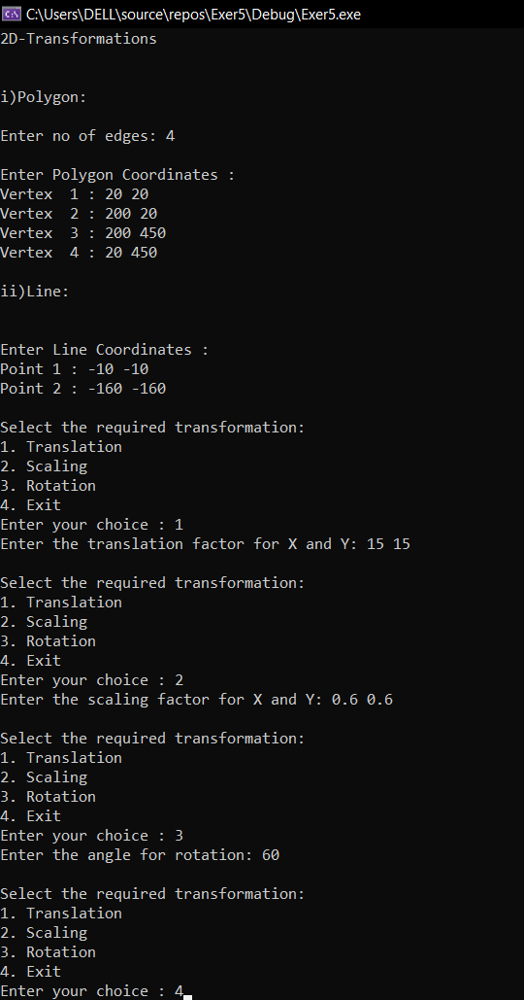 C:\Users\DELL\source\repos\Exer5\Debug\Exer5.exe
2D-Transformations
i)Polygon:
Enter no of edges: 4
Enter Polygon Coordinates :
Vertex  1 : 20 20
Vertex  2 : 200 20
Vertex  3 : 200 450
Vertex  4 : 20 450
ii)Line:
Enter Line Coordinates :
Point 1 : -10 -10
Point 2 : -160 -160
Select the required transformation:
1. Translation
2. Scaling
3. Rotation
4. Exit
Enter your choice : 1
Enter the translation factor for X and Y: 15 15
Select the required transformation:
1. Translation
2. Scaling
3. Rotation
4. Exit
Enter your choice : 2
Enter the scaling factor for X and Y: 0.6 0.6
Select the required transformation:
1. Translation
2. Scaling
3. Rotation
4. Exit
Enter your choice : 3
Enter the angle for rotation: 60
Select the required transformation:
1. Translation
2. Scaling
3. Rotation
4. Exit
Enter your choice : 4